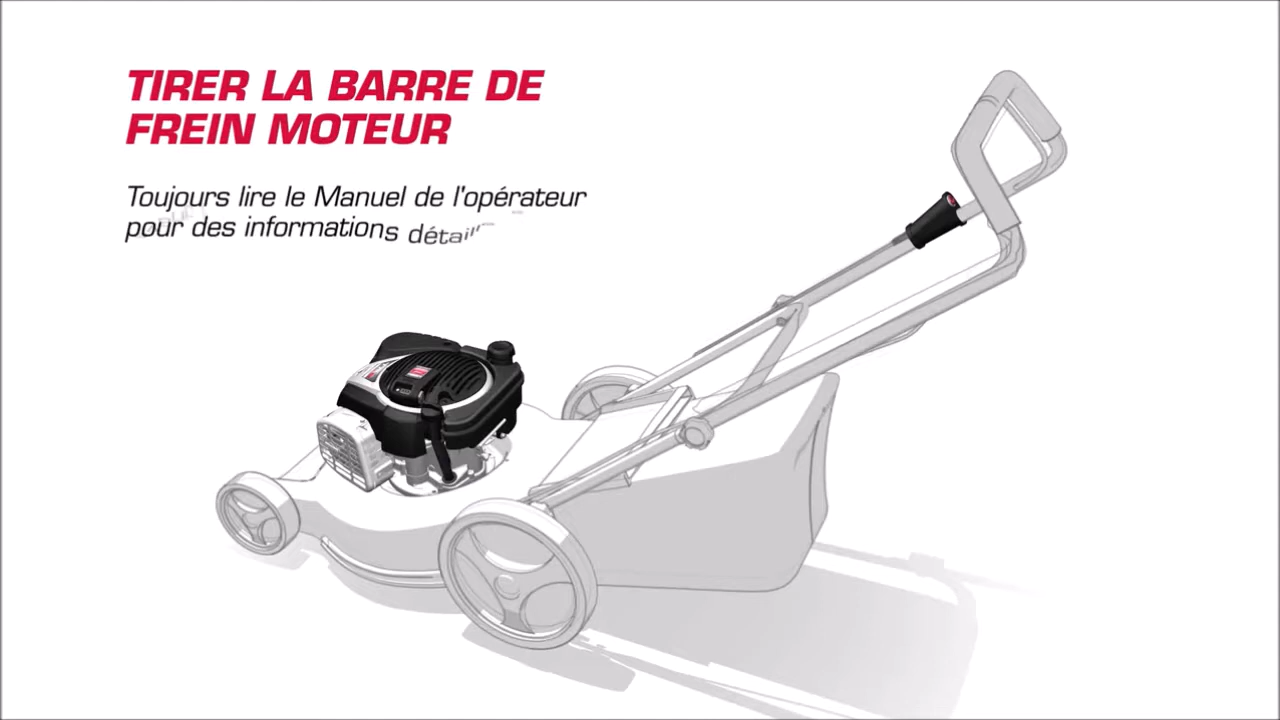 TIRER LA BARRE DE
FREIN MOTEUR
Toujours lire le Manuel de l'opérateur
pour des informations